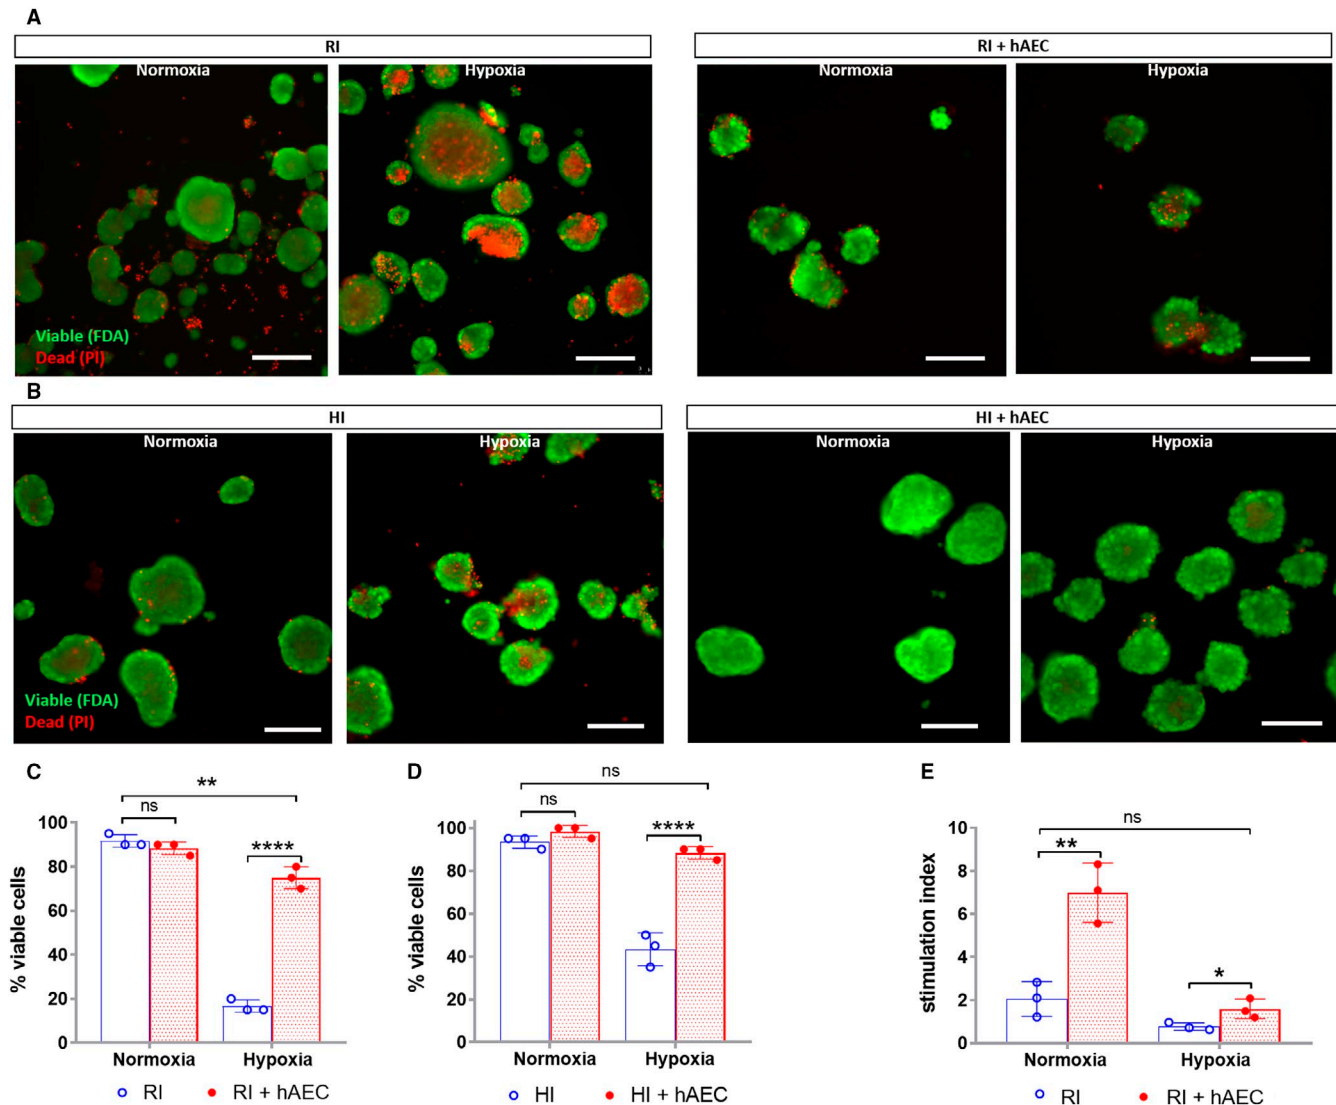 A
RI
RI + hAEC
Normoxia
Hypoxia
Normoxia
Hypoxia
Viable (FDA)
Dead (PI)
B
HI
HI + hAEC
Normoxia
Hypoxia
Normoxia
Hypoxia
Viable (FDA)
Dead (PI)
C
**
ns
****
100
80
60
40
20
0
% viable cells
Normoxia
Hypoxia
RI
RI + hAEC
D
ns
ns
****
100
80
60
40
20
0
% viable cells
Normoxia
Hypoxia
HI
HI + hAEC
E
ns
**
*
10
8
6
4
2
0
stimulation index
Normoxia
Hypoxia
RI
RI + hAEC